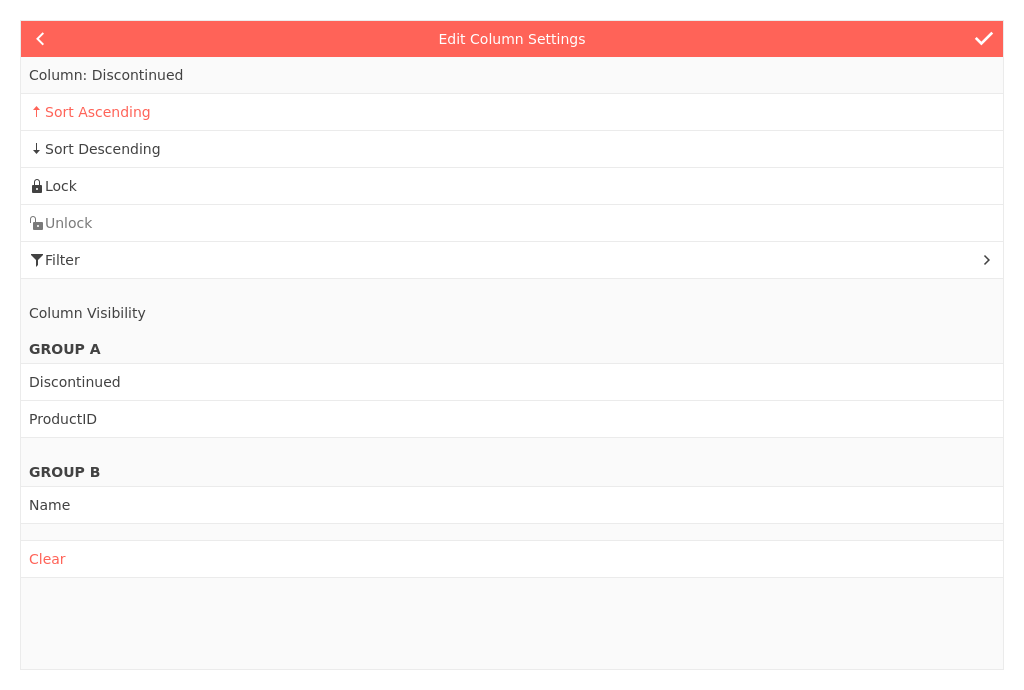 Edit Column Settings
Column: Discontinued
Sort Ascending
Sort Descending
Lock
Unlock
Filter
Column Visibility
GROUP A
Discontinued
ProductID
GROUP B
Name
Clear